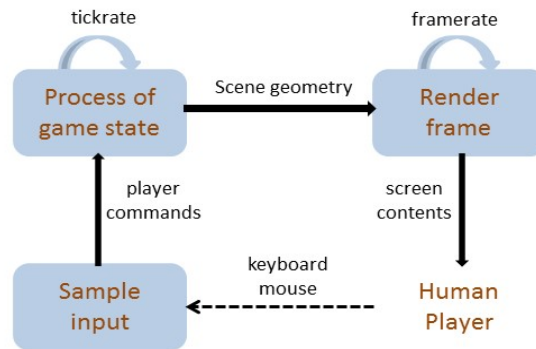 tickrate
framerate
Process of
game state
Scene geometry
Render
frame
player
commands
screen
contents
Sample
input
keyboard
mouse
Human
Player